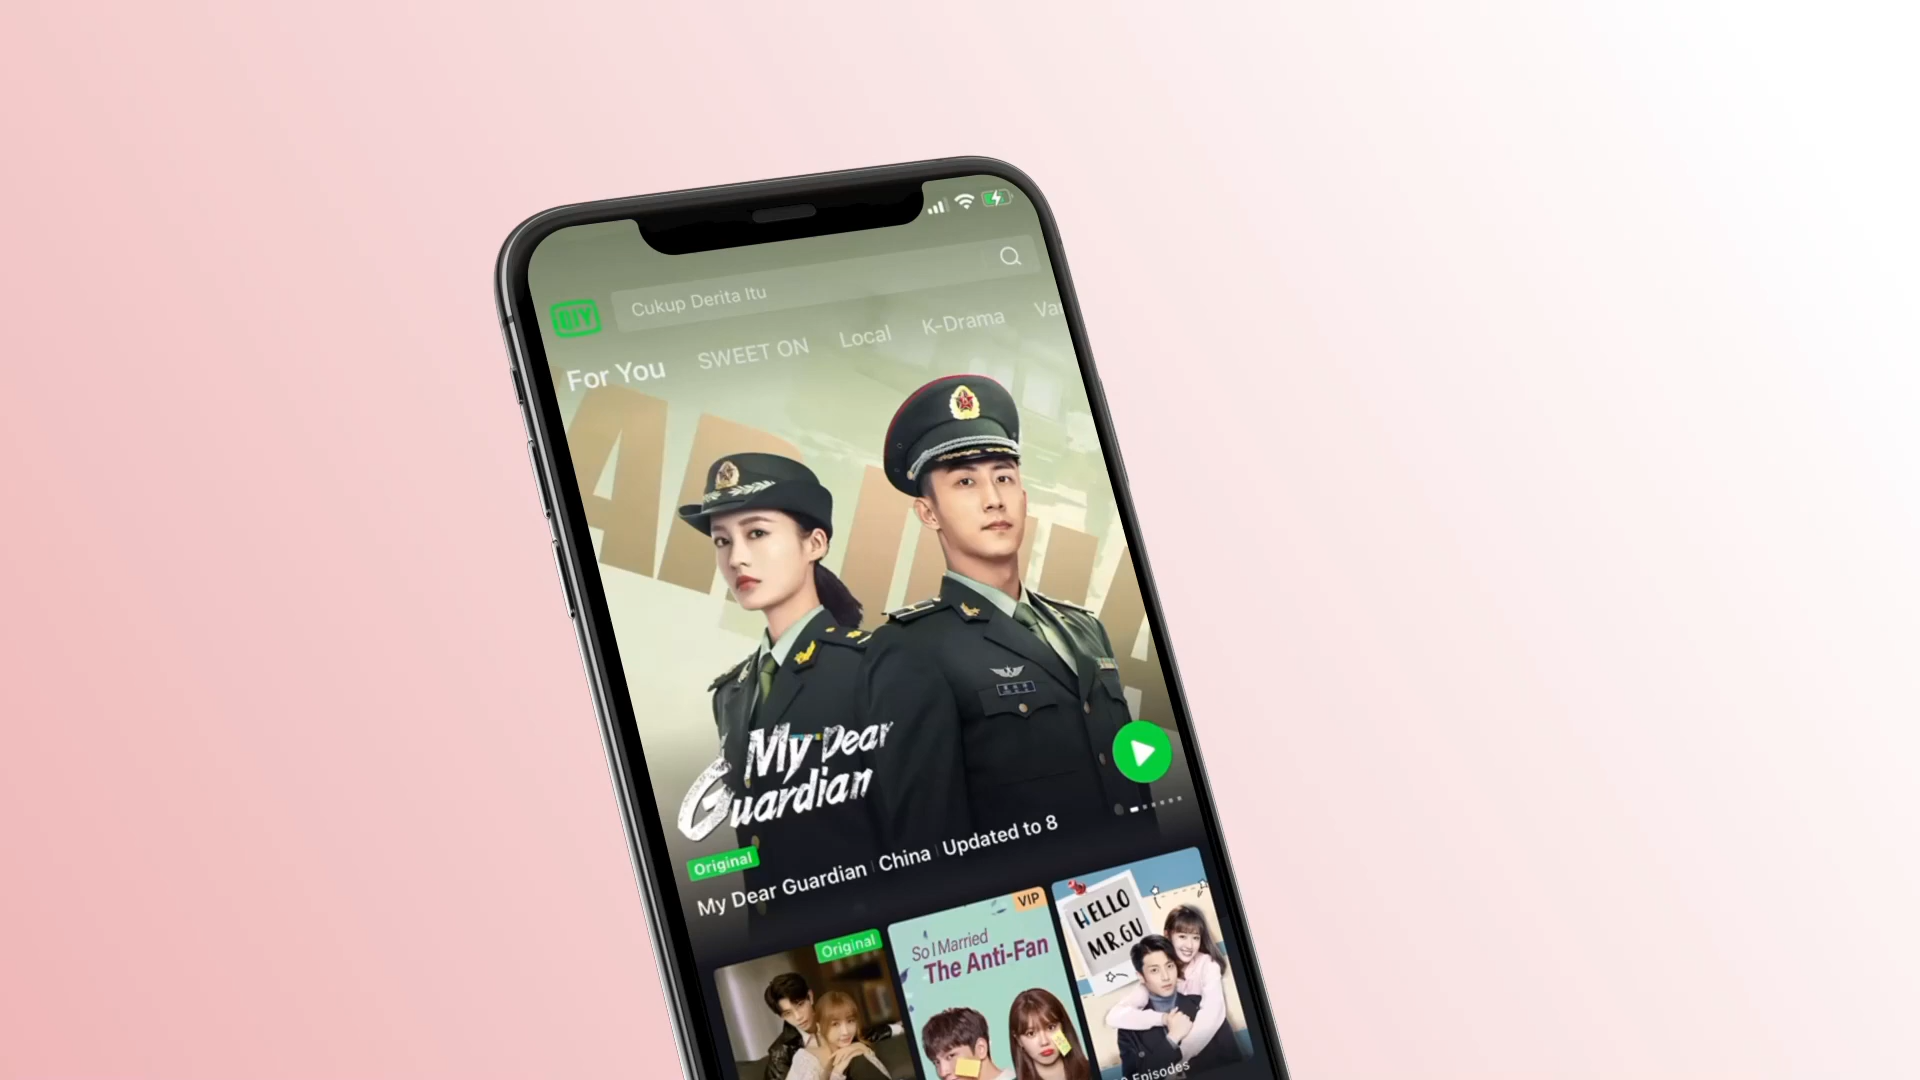 Cukup Derita Itu
QIY
For You
SWEET ON
Local
K-Drama
My Dear
Guardian
Original
My Dear Guardian
China
Updated to 8
Original
VIP
So I Married
The Anti-Fan
HELLO
MR.GU
Episodes